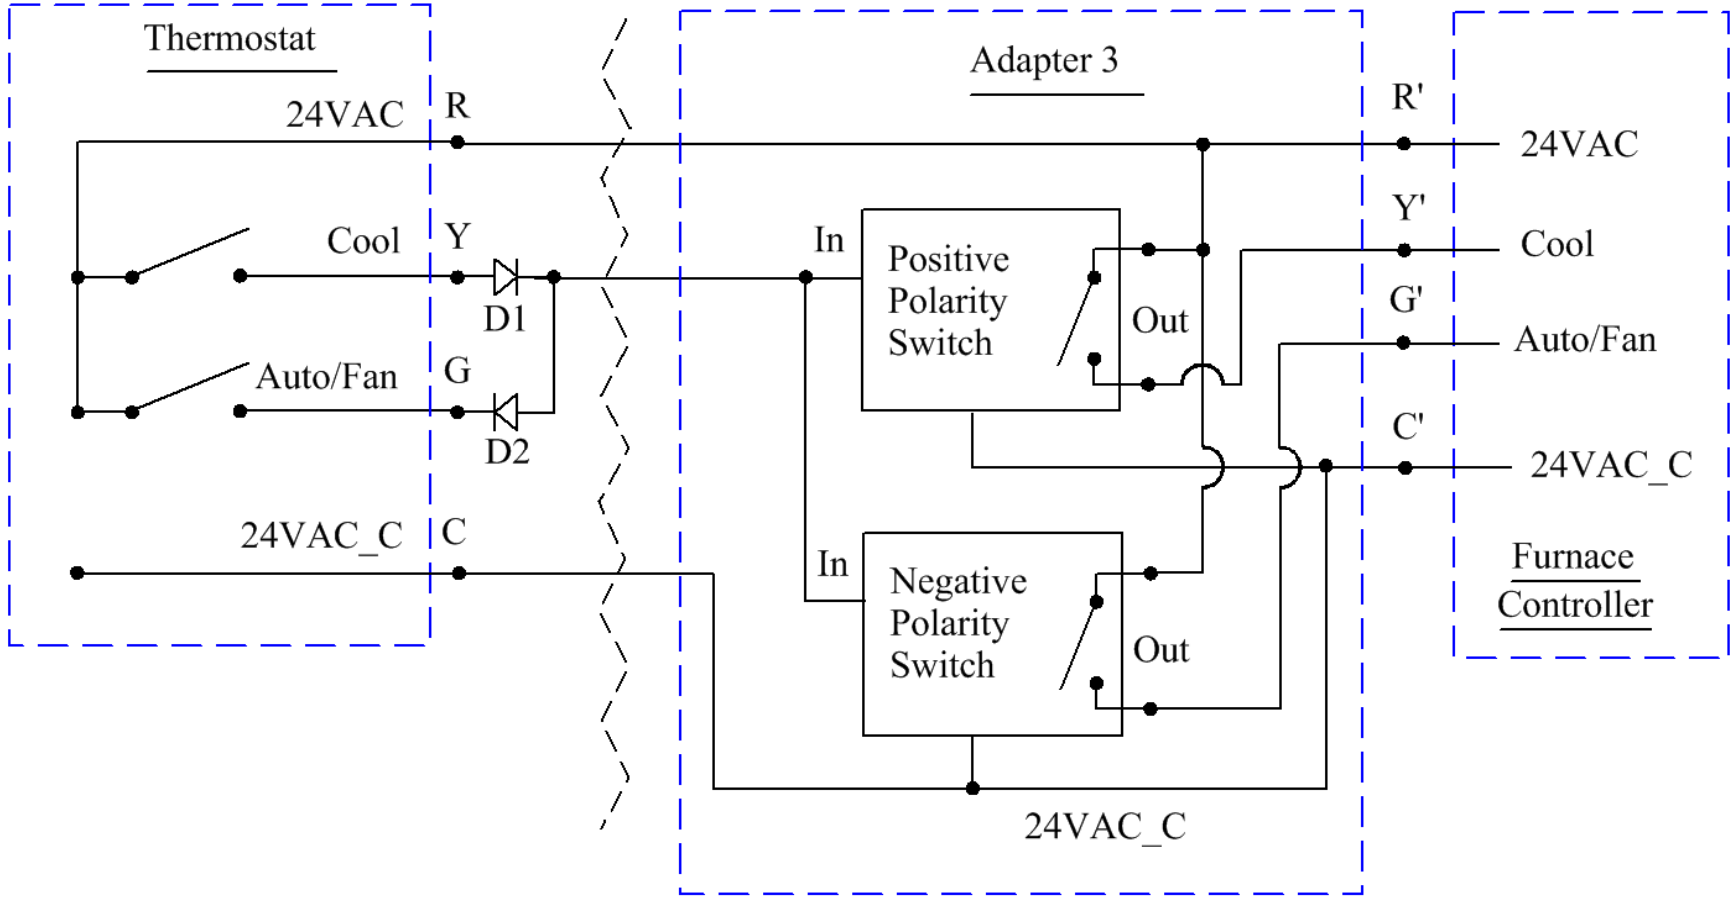 Thermostat
24VAC
R
Cool
Y
D1
Auto/Fan
G
D2
24VAC_C
C
Adapter 3
In
Positive
Polarity
Switch
Out
In
Negative
Polarity
Switch
Out
24VAC_C
R'
24VAC
Y'
Cool
G'
Auto/Fan
C'
24VAC_C
Furnace
Controller